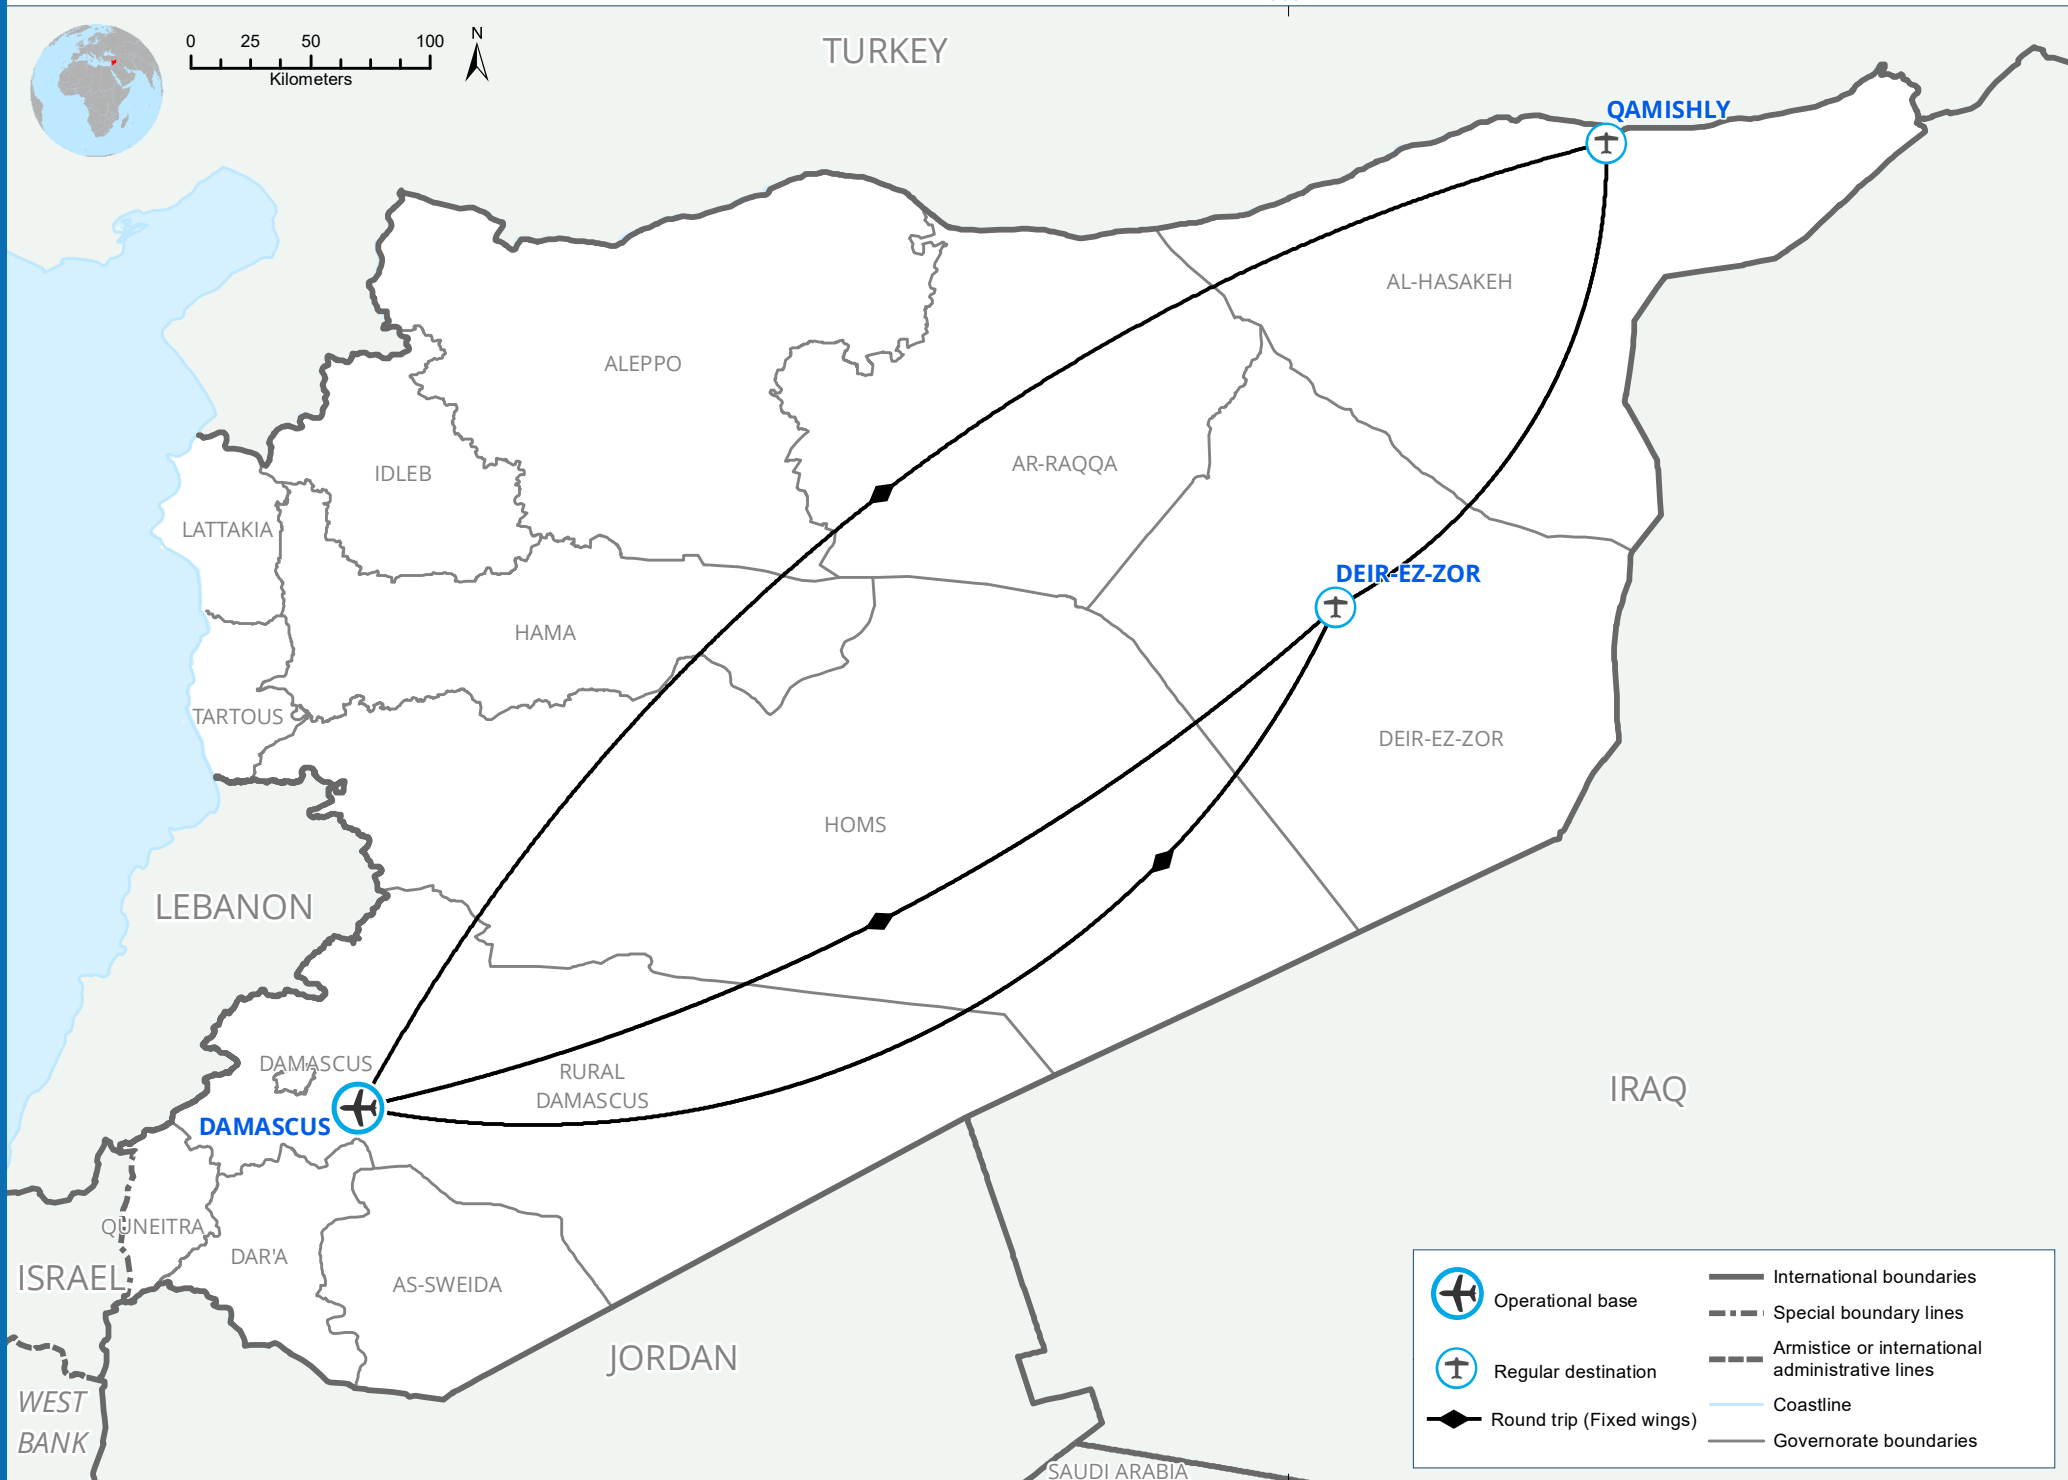 0 25 50 100
Kilometers
N
TURKEY
QAMISHLY
AL-HASAKEH
ALEPPO
AR-RAQQA
IDLEB
LATTAKIA
DEIR-EZ-ZOR
HAMA
TARTOUS
DEIR-EZ-ZOR
HOMS
LEBANON
DAMASCUS
RURAL
DAMASCUS
IRAQ
DAMASCUS
QUNEITRA
DAR'A
ISRAEL
AS-SWEIDA
JORDAN
WEST
BANK
SAUDI ARABIA
Operational base
Regular destination
Round trip (Fixed wings)
International boundaries
Special boundary lines
Armistice or international
administrative lines
Coastline
Governorate boundaries